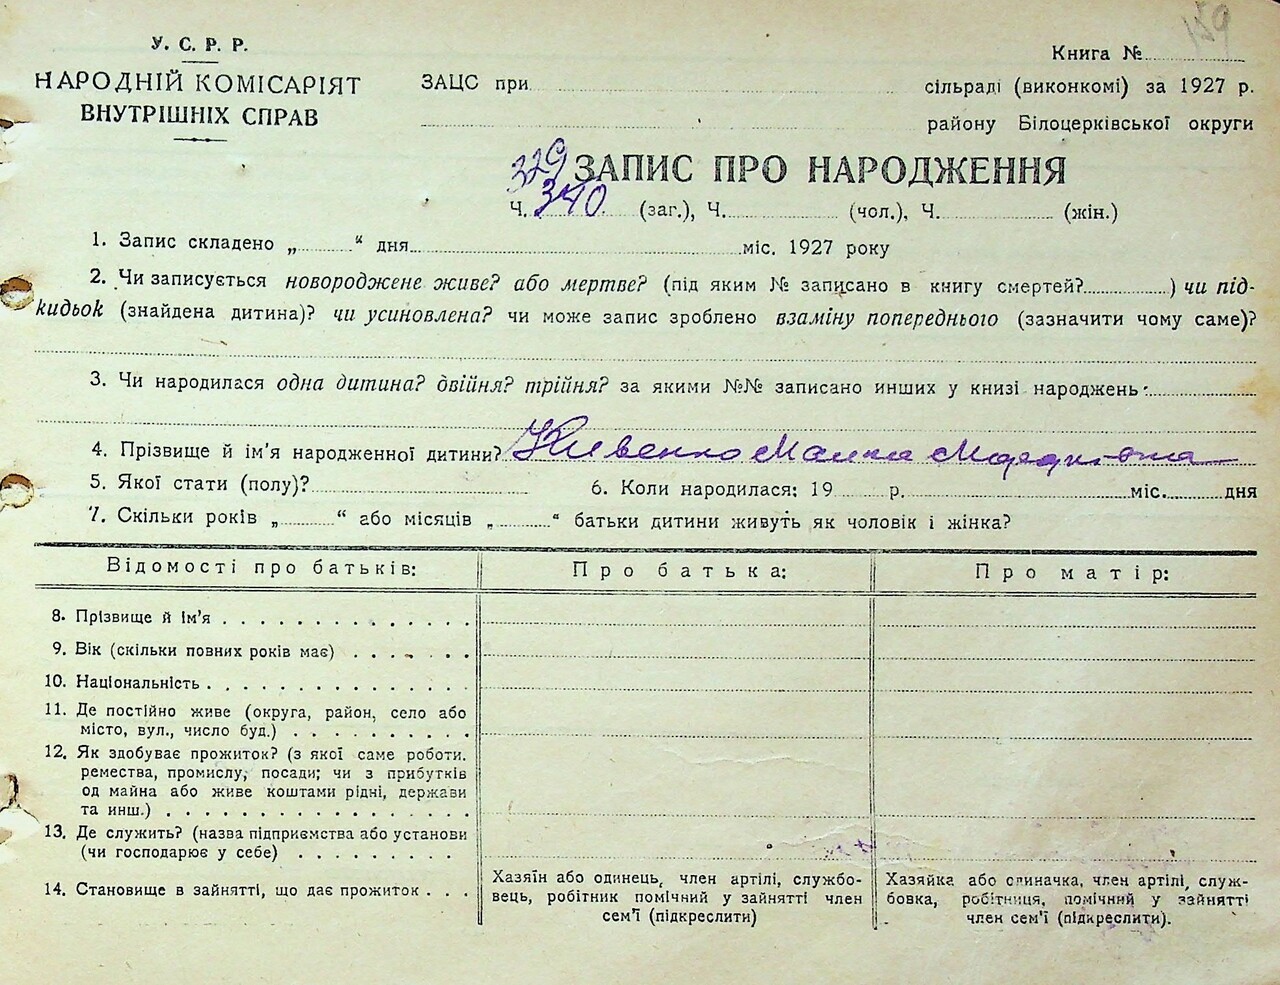 159
У. С. Р. Р.
НАРОДНІЙ КОМІСАРІЯТ
ВНУТРІШНІХ СПРАВ
Книга №
ЗАЦС при сільраді (виконкомі) за 1927 р.
району Білоцерківської округи
329 ЗАПИС ПРО НАРОДЖЕННЯ
Ч. 340 (заг.), Ч. (чол.), Ч. (жін.)
1. Запис складено „ “ дня міс. 1927 року
2. Чи записується новороджене живе? або мертве? (під яким № записано в книгу смертей? ) чи під-
кидьок (знайдена дитина)? чи усиновлена? чи може запис зроблено взаміну попереднього (зазначити чому саме)?
3. Чи народилася одна дитина? двійня? трійня? за якими №№ записано инших у книзі народжень:
4. Прізвище й ім'я народженної дитини?
5. Якої стати (полу)? 6. Коли народилася: 19 р. міс. дня
7. Скільки років „ “ або місяців „ “ батьки дитини живуть як чоловік і жінка?
Відомості про батьків: Про батька: Про матір:
8. Прізвище й ім'я
9. Вік (скільки повних років має)
10. Національність
11. Де постійно живе (округа, район, село або
місто, вул., число буд.)
12. Як здобуває прожиток? (з якої саме роботи.
ремества, промислу, посади; чи з прибутків
од майна або живе коштами рідні, держави
та инш.)
13. Де служить? (назва підприємства або установи
(чи господарює у себе)
14. Становище в зайнятті, що дає прожиток
Хазяїн або одинець, член артілі, службо-
вець, робітник помічний у зайнятті член
сем'ї (підкреслити)
Хазяйка або одиначка, член артілі, служ-
бовка, робітниця, помічний у зайнятті
член сем'ї (підкреслити).